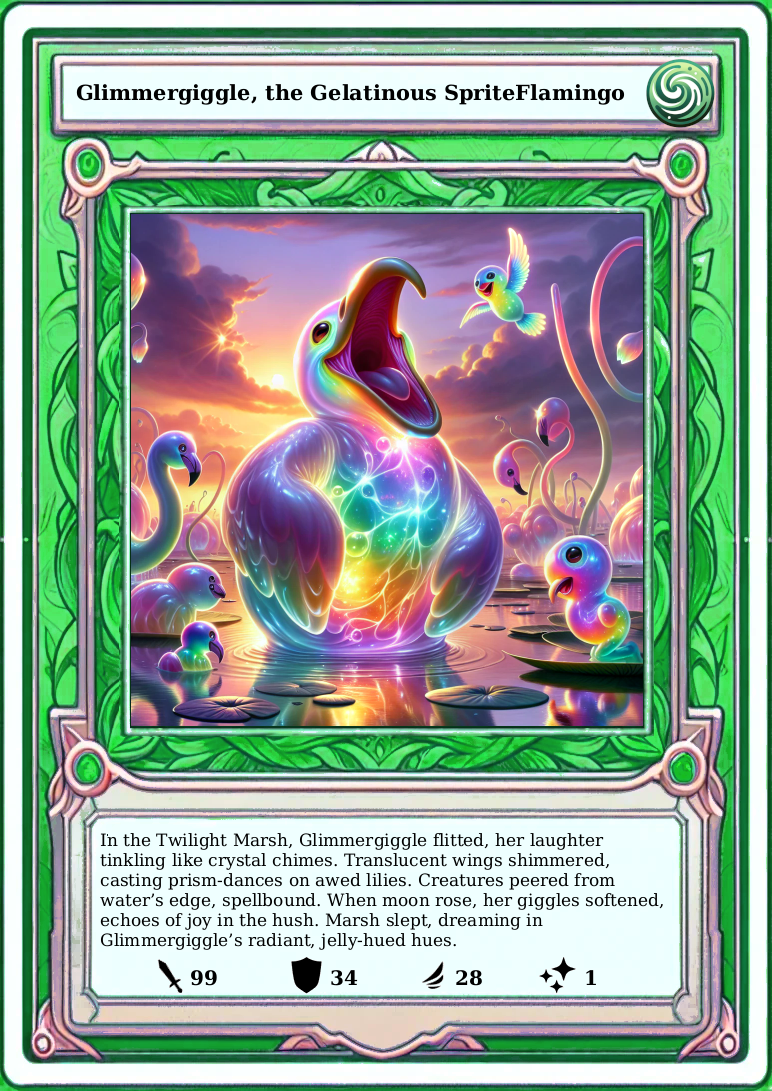 Glimmergiggle, the Gelatinous SpriteFlamingo
In the Twilight Marsh, Glimmergiggle flitted, her laughter
tinkling like crystal chimes. Translucent wings shimmered,
casting prism-dances on awed lilies. Creatures peered from
water’s edge, spellbound. When moon rose, her giggles softened,
echoes of joy in the hush. Marsh slept, dreaming in
Glimmergiggle’s radiant, jelly-hued hues.
99 34 28 1